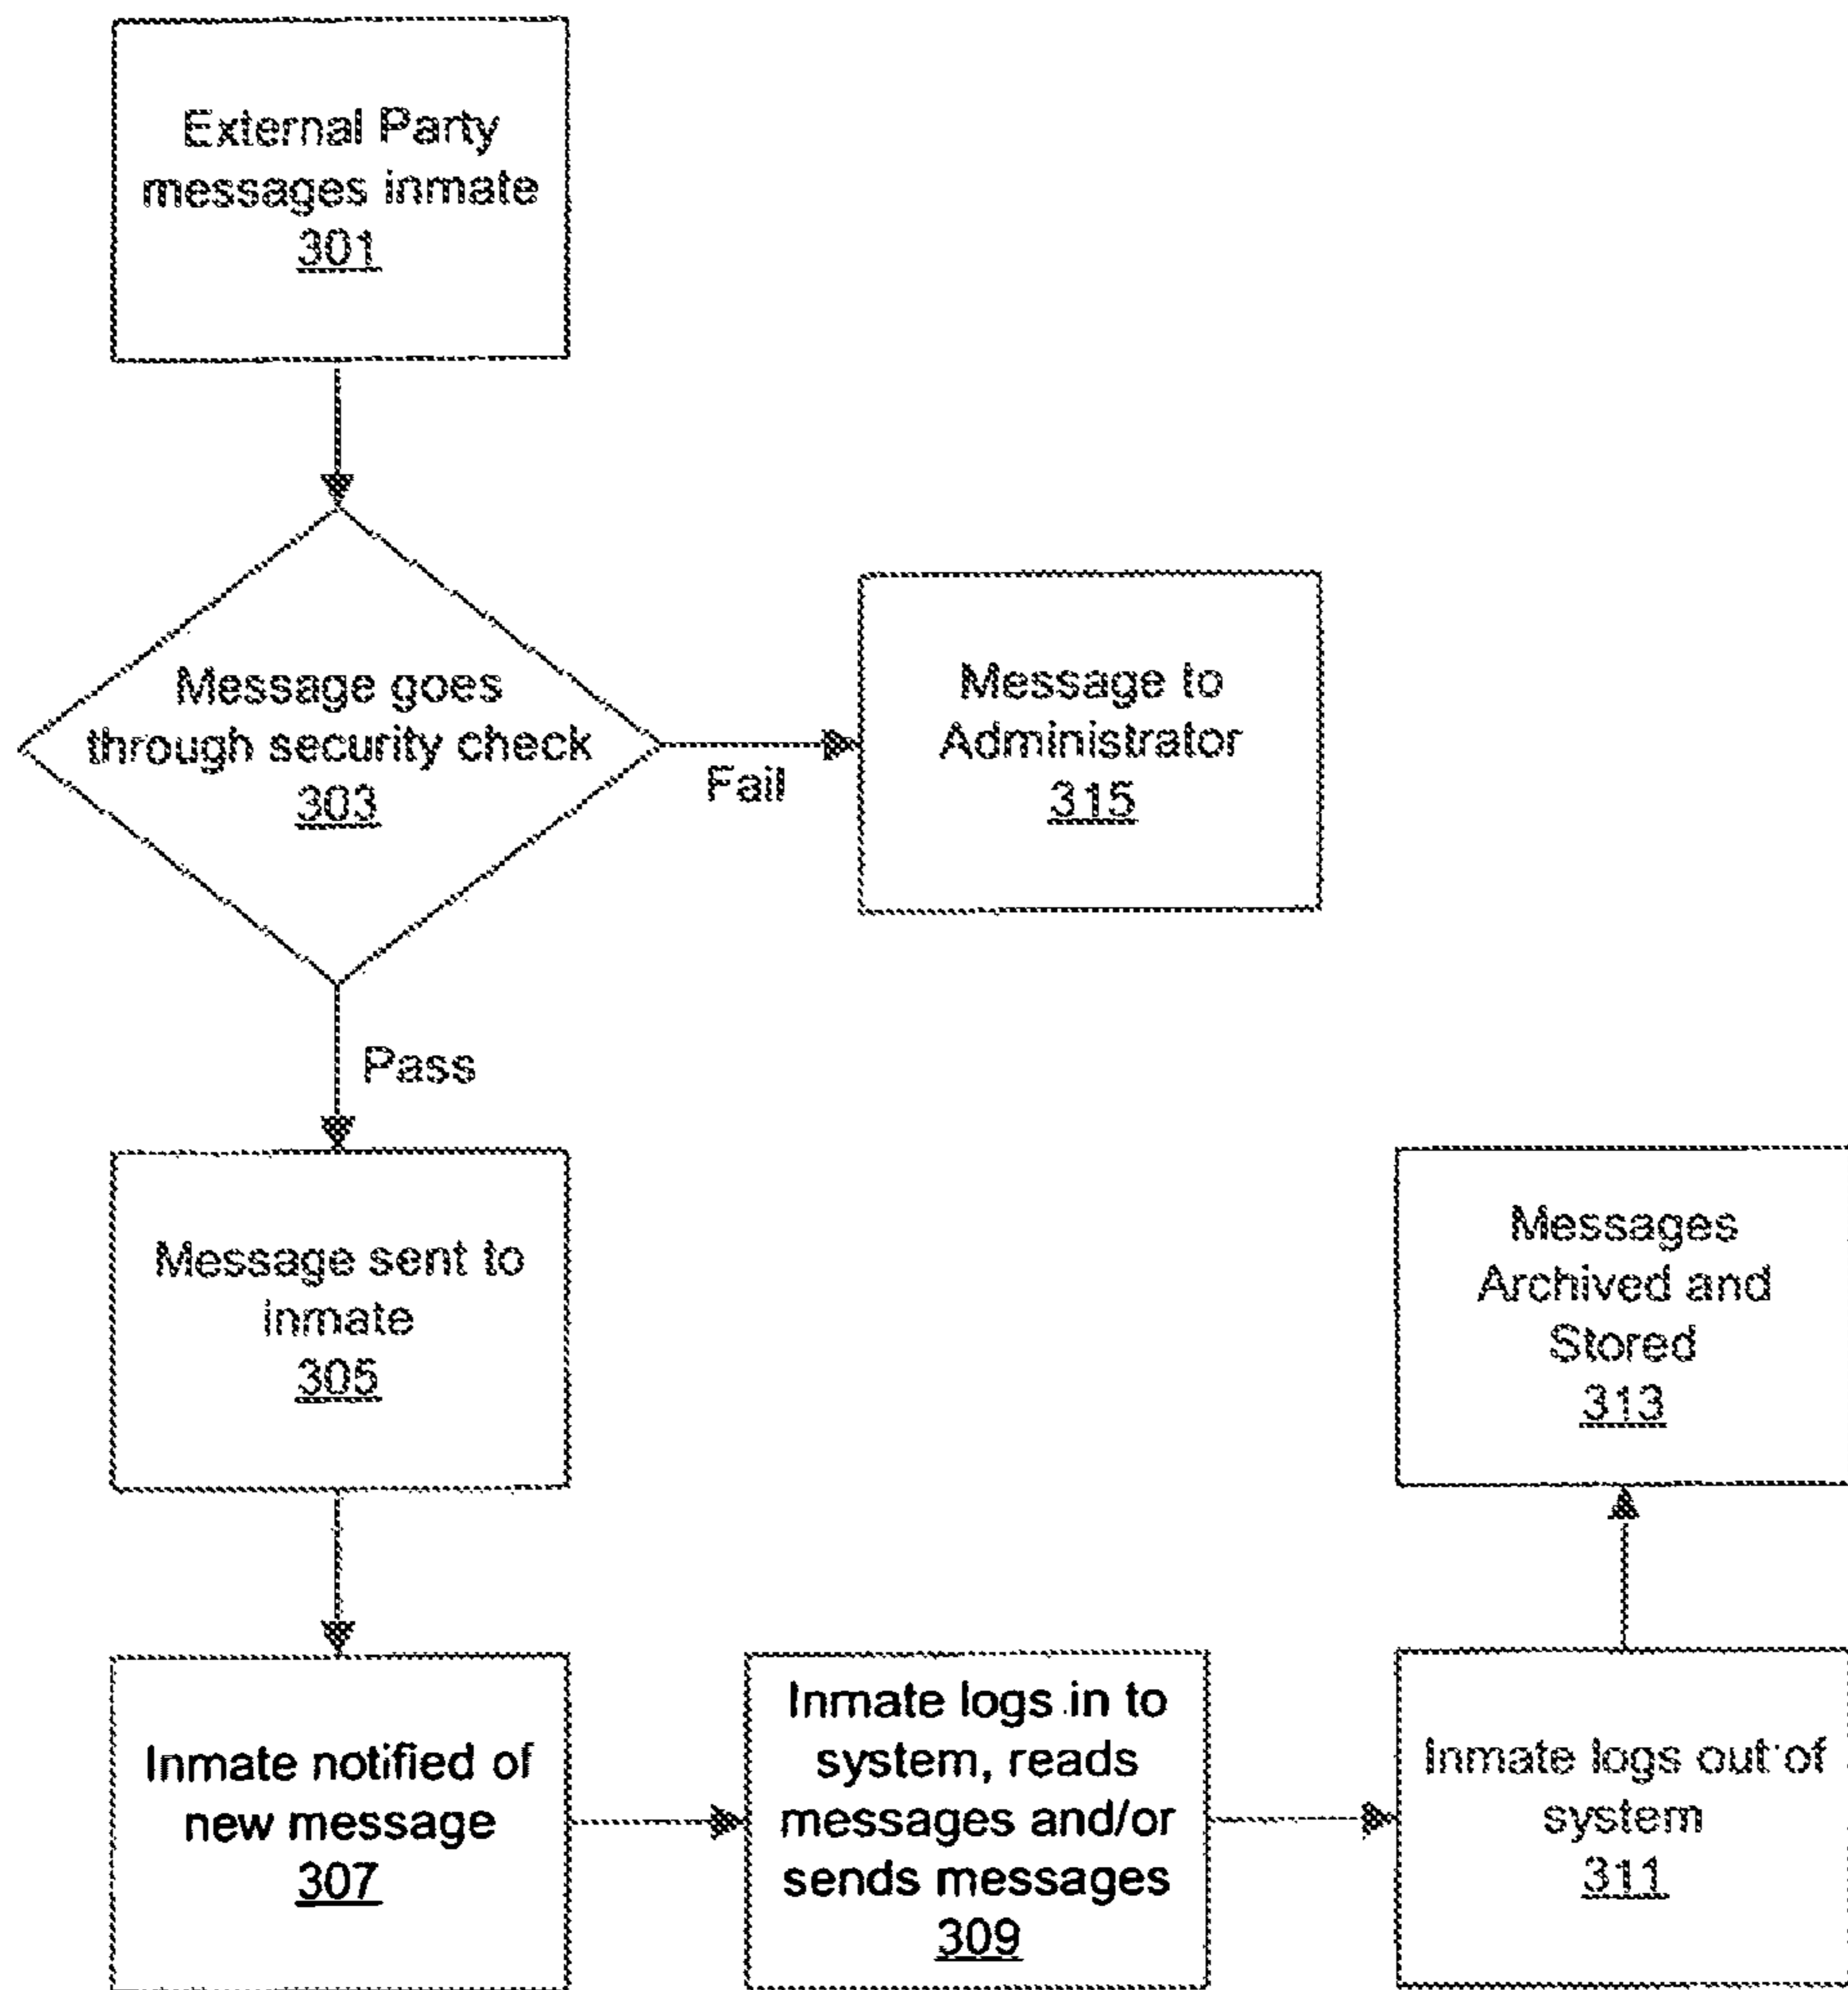 External Party
messages inmate
301
Message goes
through security check
303
Fail
Message to
Administrator
315
Pass
Message sent to
inmate
305
Inmate notified of
new message
307
Inmate logs in to
system, reads
messages and/or
sends messages
309
Inmate logs out of
system
311
Messages
Archived and
Stored
313